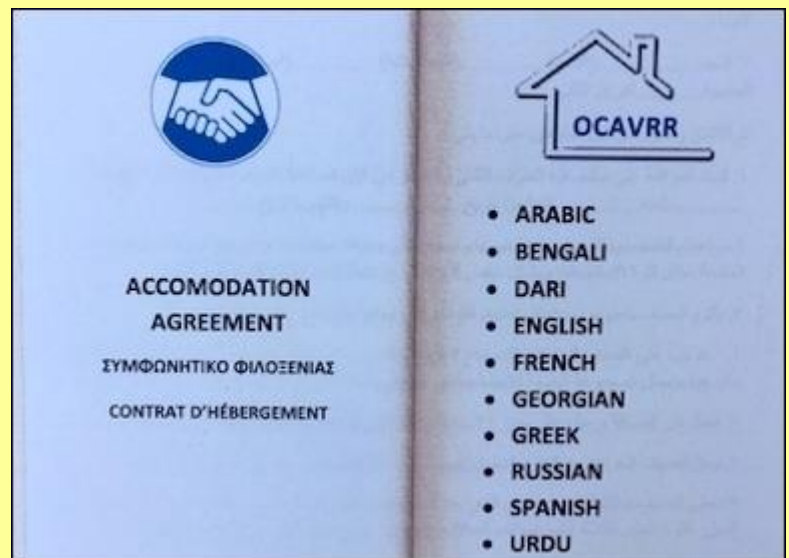 ACCOMODATION
AGREEMENT
ΣΥΜΦΩΝΗΤΙΚΟ ΦΙΛΟΞΕΝΙΑΣ
CONTRAT D'HÉBERGEMENT
OCAVRR
• ARABIC
• BENGALI
• DARI
• ENGLISH
• FRENCH
• GEORGIAN
• GREEK
• RUSSIAN
• SPANISH
• URDU